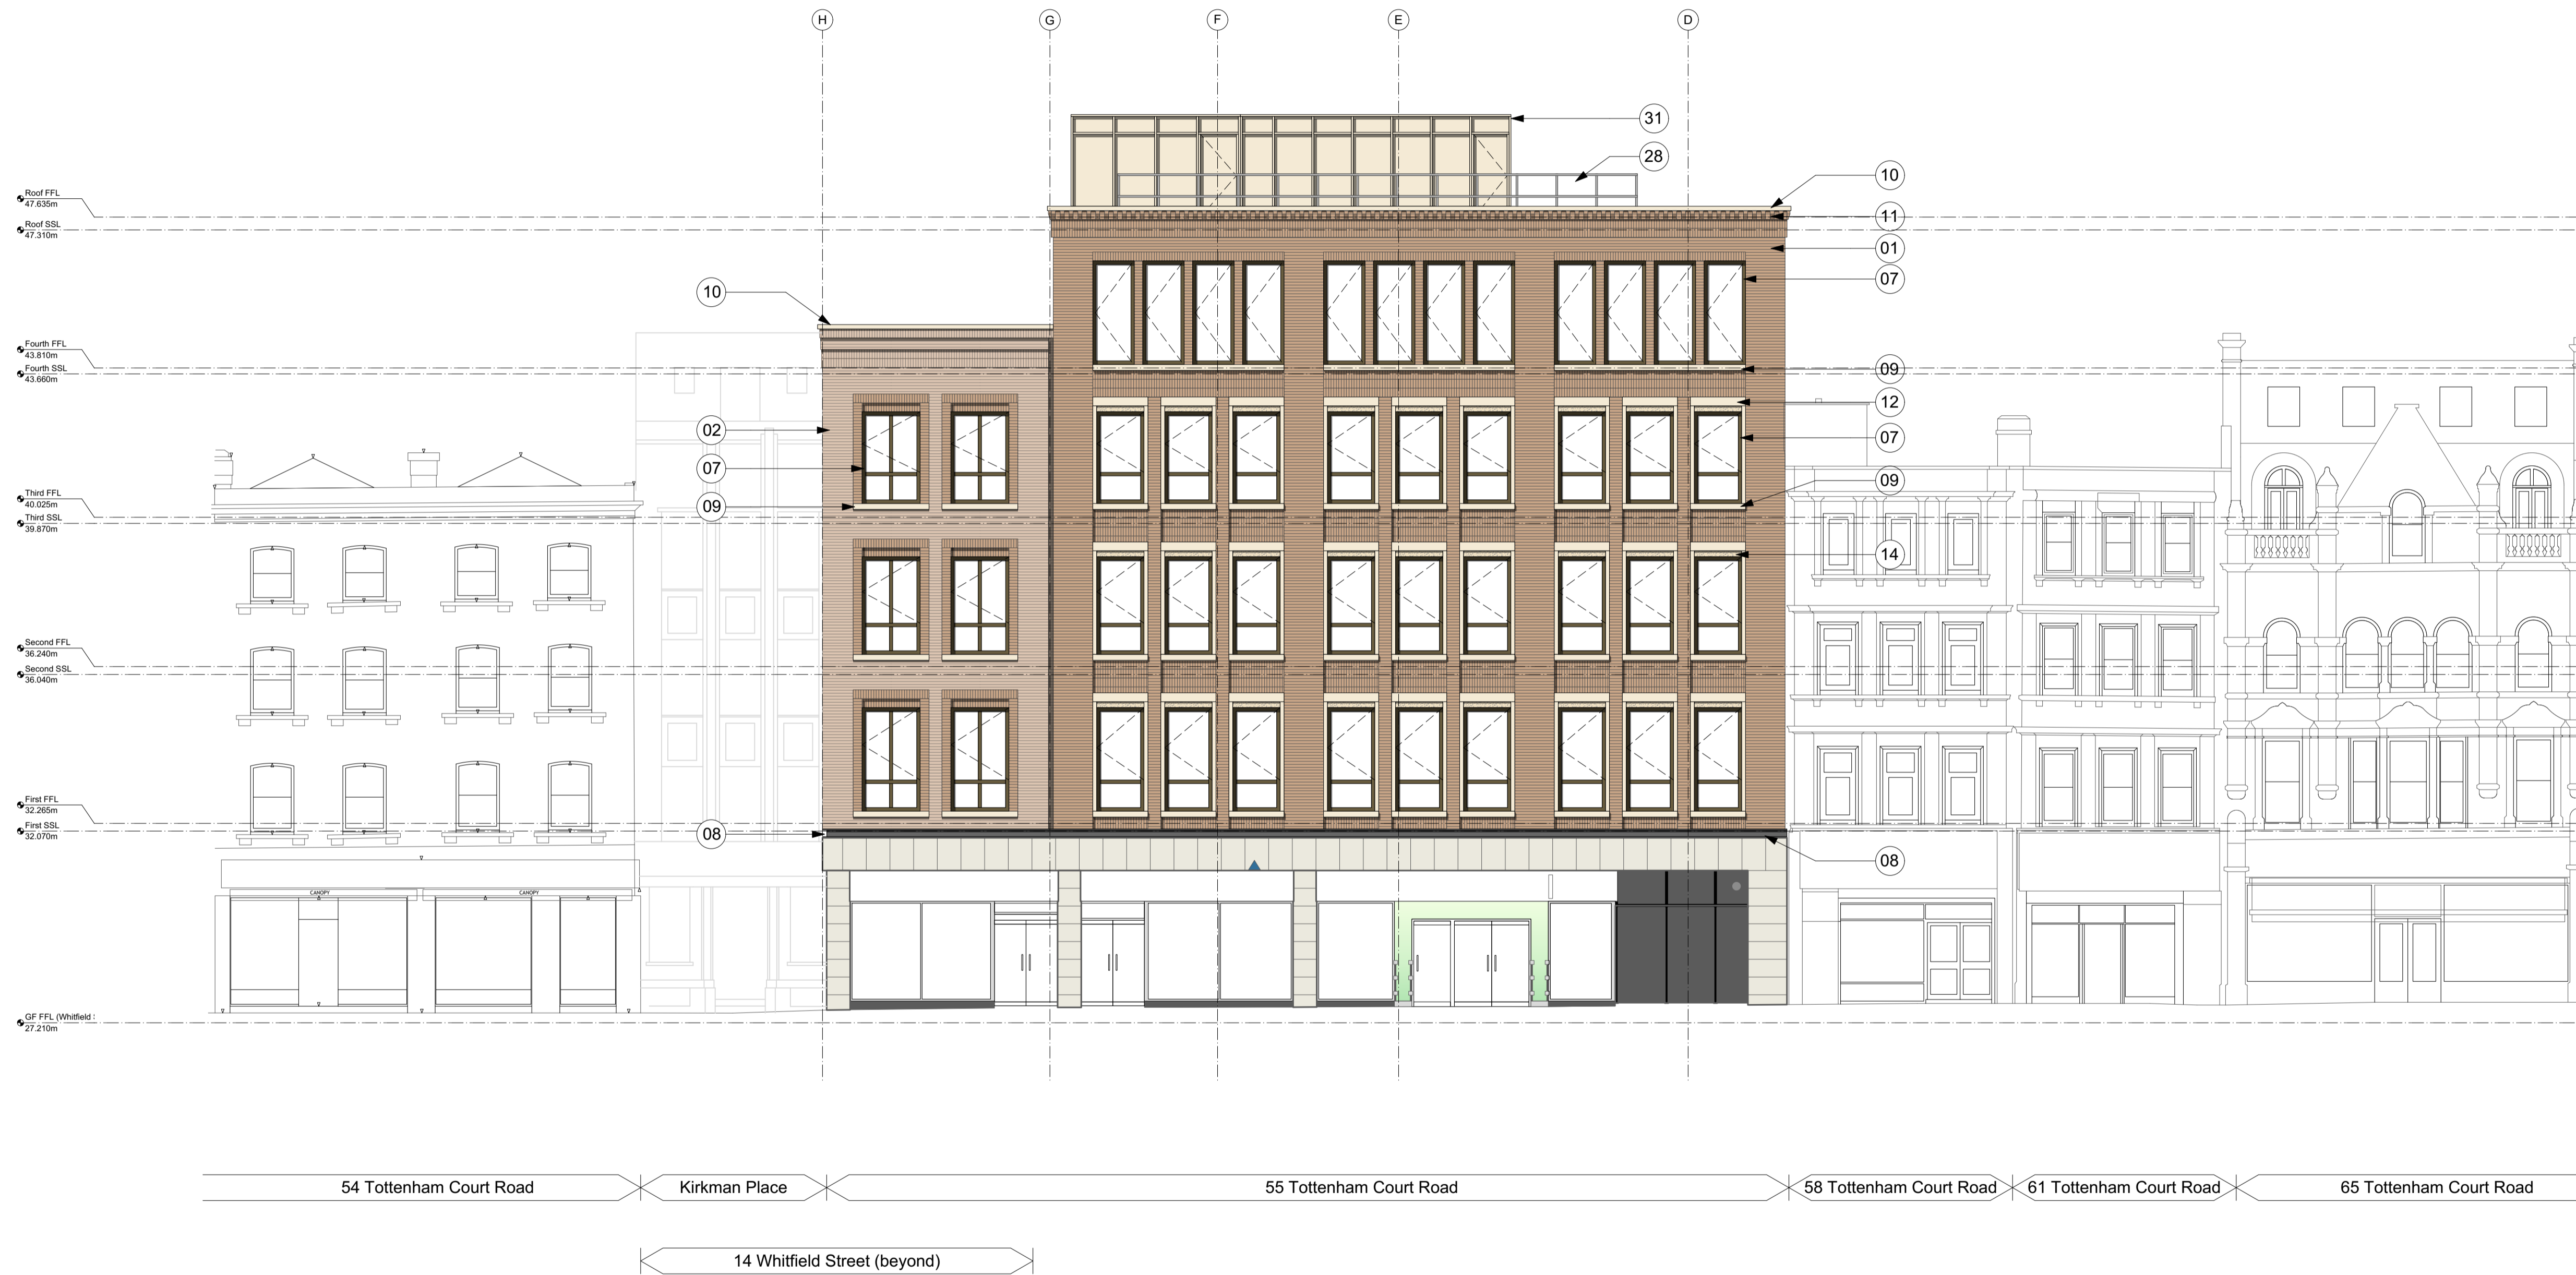 H
G
F
E
D
31
28
10
11
01
07
10
09
12
02
07
07
09
09
14
08
08
Roof FFL
47.635m
Roof SSL
47.310m
Fourth FFL
43.810m
Fourth SSL
43.660m
Third FFL
40.025m
Third SSL
39.870m
Second FFL
36.240m
Second SSL
36.040m
First FFL
32.265m
First SSL
32.070m
GF FFL (Whitfield :
27.210m
CANOPY
CANOPY
54 Tottenham Court Road
Kirkman Place
55 Tottenham Court Road
58 Tottenham Court Road
61 Tottenham Court Road
65 Tottenham Court Road
14 Whitfield Street (beyond)